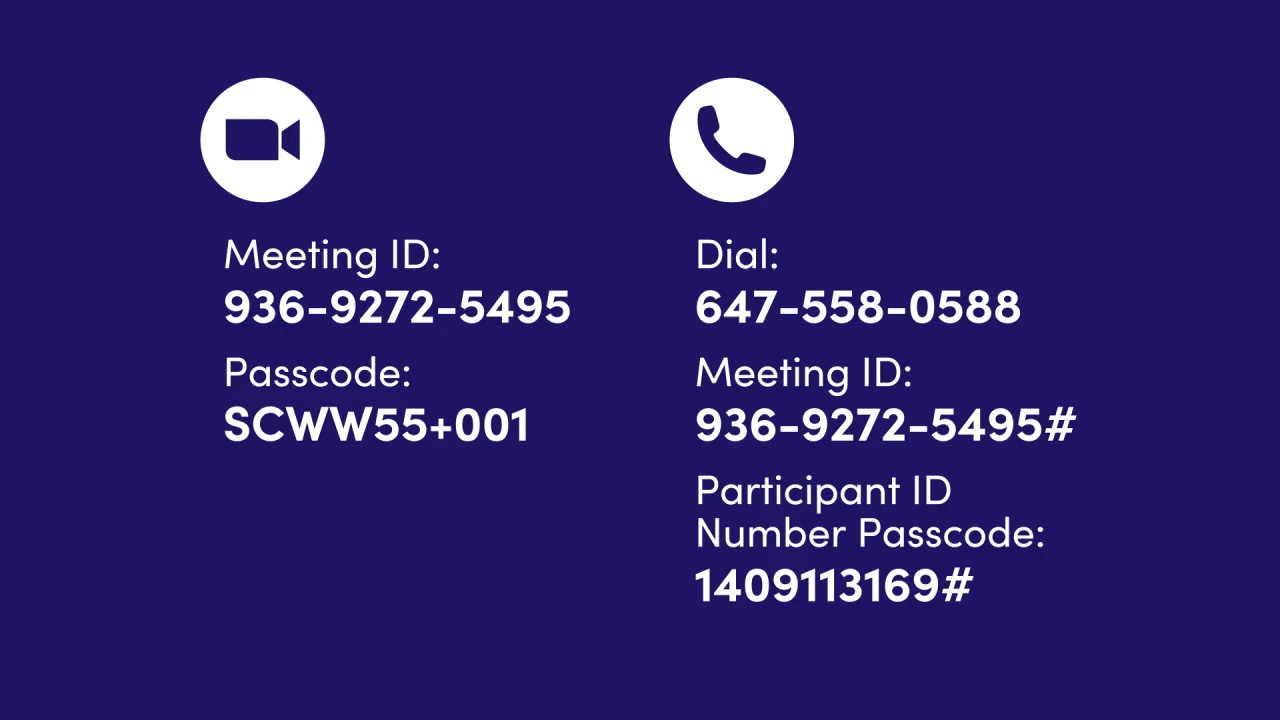 Meeting ID:
936-9272-5495
Passcode:
SCWW55+001
Dial:
647-558-0588
Meeting ID:
936-9272-5495#
Participant ID
Number Passcode:
1409113169#